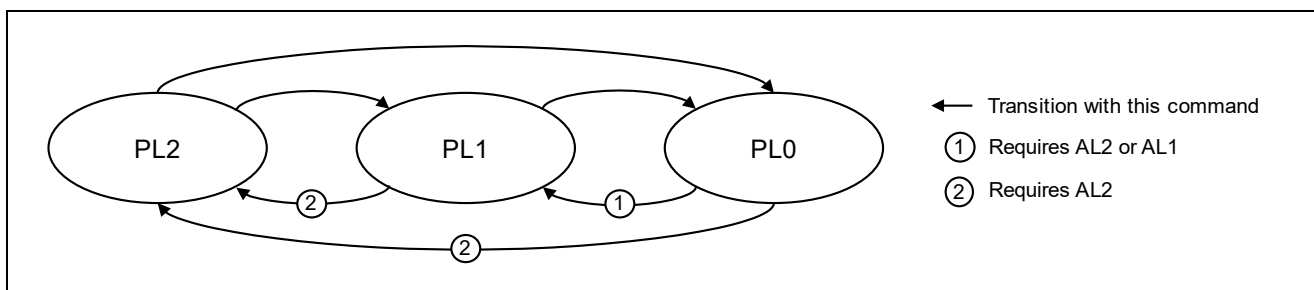 PL2
PL1
PL0
2
1
2
Transition with this command
1 Requires AL2 or AL1
2 Requires AL2